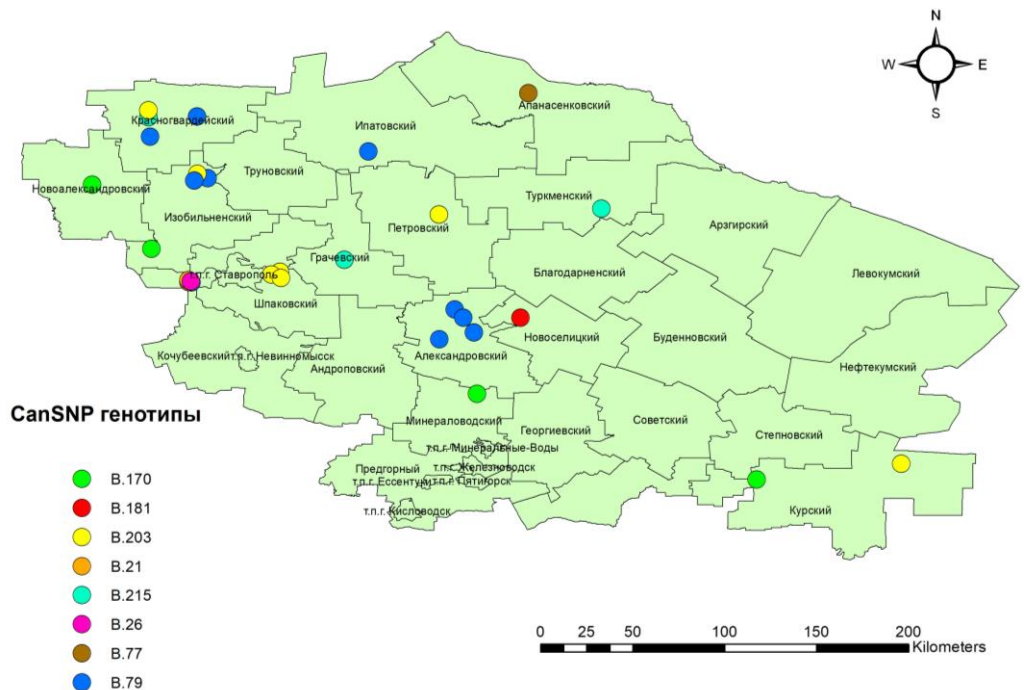 N
W E
S
Апанасенковский
Красногвардейский
Ипатовский
Труновский
Новоалександровский
Туркменский
Изобильненский
Арзгирский
Петровский
Грачевский
Благодарненский
Левокумский
т.п.г. Ставрополь
Шпаковский
Новоселицкий
Буденновский
Кочубеевский
т.п.г. Невинномысск
Александровский
Андроповский
Нефтекумский
CanSNP генотипы
Минераловодский
Георгиевский
Советский
Степновский
т.п.г. Минеральные-Воды
Предгорный
т.п.г. Железноводск
т.п.г. Ессентуки
т.п.г. Пятигорск
т.п.г. Кисловодск
Курский
B.170
B.181
B.203
B.21
B.215
B.26
B.77
B.79
0 25 50 100 150 200
Kilometers